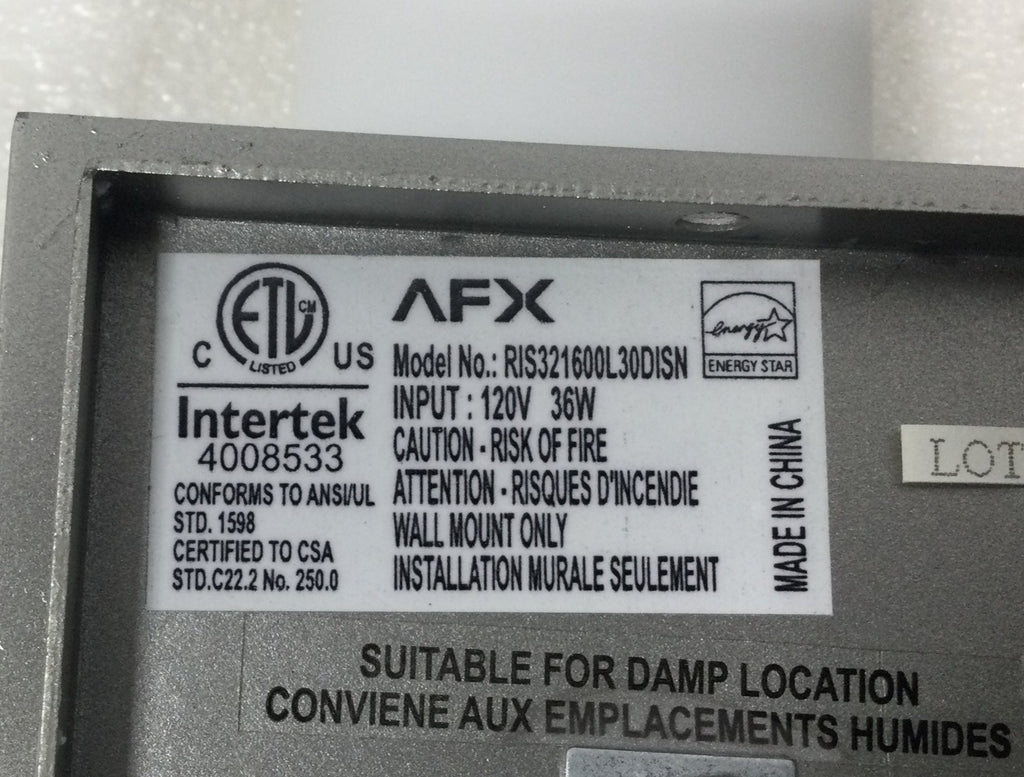 ETL CM
LISTED
C US
Intertek
4008533
CONFORMS TO ANSI/UL
STD. 1598
CERTIFIED TO CSA
STD.C22.2 No. 250.0
AFX
Model No.: RIS321600L30DISN
INPUT : 120V 36W
CAUTION - RISK OF FIRE
ATTENTION - RISQUES D'INCENDIE
WALL MOUNT ONLY
INSTALLATION MURALE SEULEMENT
energy
ENERGY STAR
MADE IN CHINA
LOT
SUITABLE FOR DAMP LOCATION
CONVIENE AUX EMPLACEMENTS HUMIDES